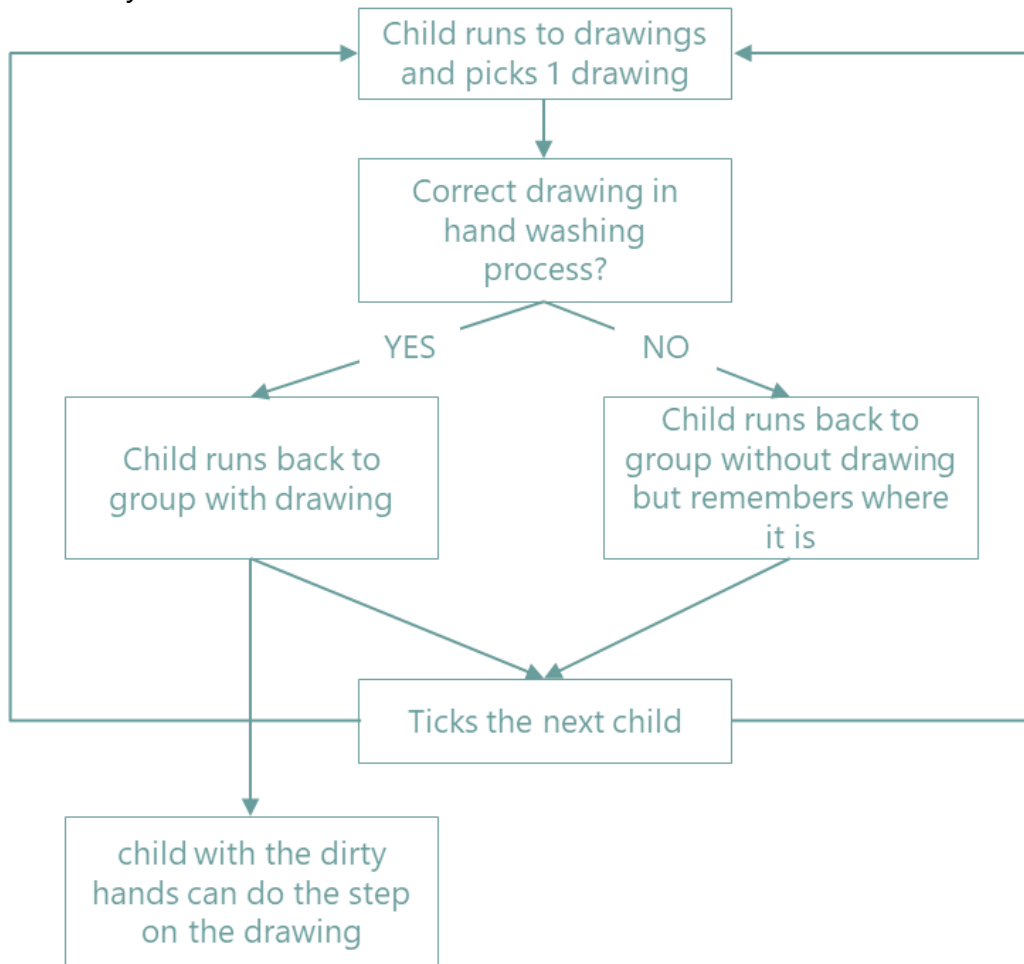 Child runs to drawings
and picks 1 drawing
Correct drawing in
hand washing
process?
YES
NO
Child runs back to
group with drawing
Child runs back to
group without drawing
but remembers where
it is
Ticks the next child
child with the dirty
hands can do the step
on the drawing